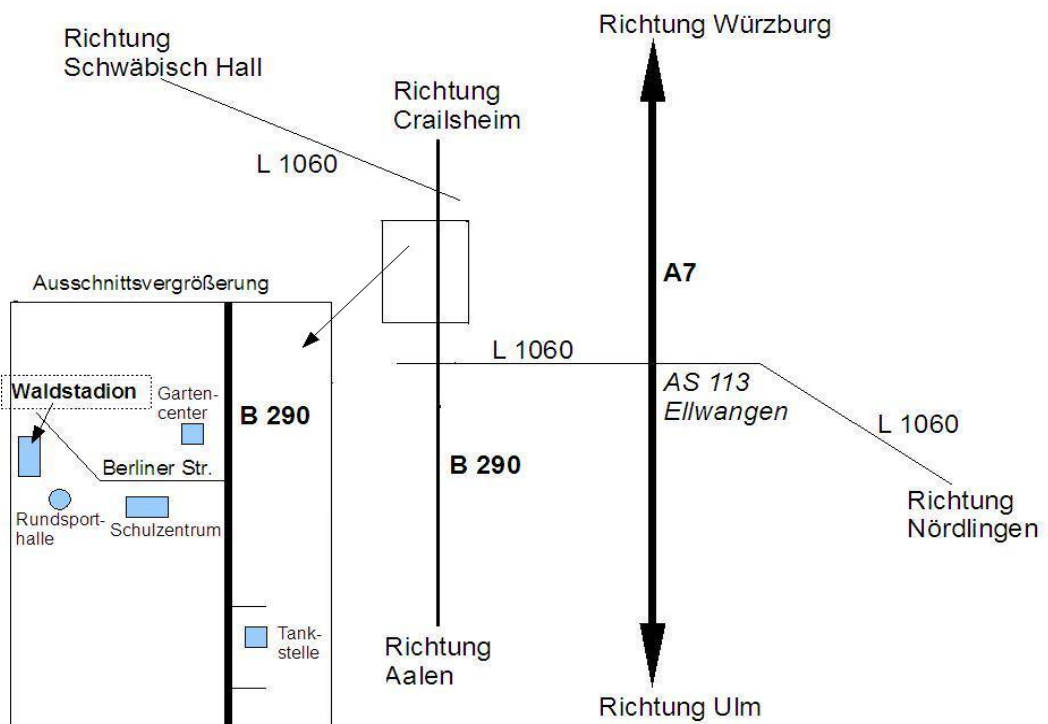 Richtung Würzburg
Richtung
Schwäbisch Hall
Richtung
Crailsheim
L 1060
A7
Ausschnittsvergrößerung
L 1060
AS 113
Ellwangen
Waldstadion
Garten-
center
B 290
L 1060
Berliner Str.
B 290
Richtung
Nördlingen
Rundsport-
halle
Schulzentrum
Tank-
stelle
Richtung
Aalen
Richtung Ulm